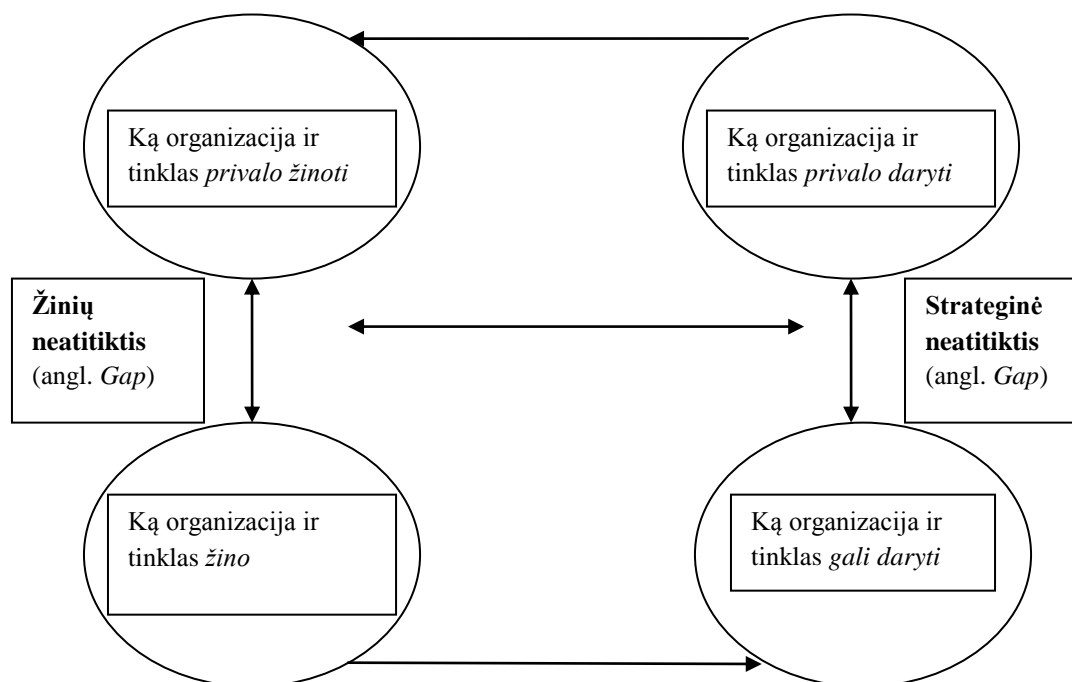 Ką organizacija ir
tinklas privalo žinoti
Ką organizacija ir
tinklas privalo daryti
Žinių
neatitiktis
(angl. Gap)
Strateginė
neatitiktis
(angl. Gap)
Ką organizacija ir
tinklas žino
Ką organizacija ir
tinklas gali daryti